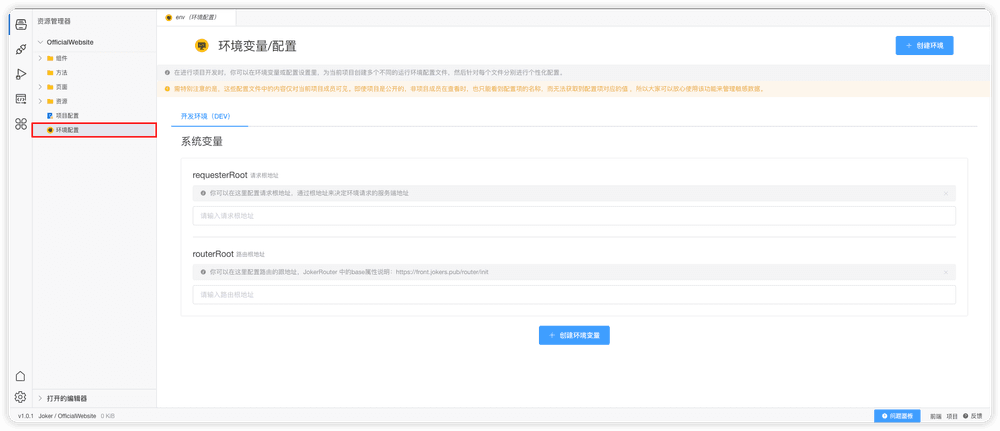 资源管理器
env（环境配置）
OfficialWebsite
组件
方法
页面
资源
项目配置
环境配置
环境变量/配置
创建环境
在进行项目开发时，你可以在环境变量或配置设置里，为当前项目创建多个不同的运行环境配置文件，然后针对每个文件分别进行个性化配置。
需特别注意的是，这些配置文件中的内容仅对当前项目成员可见。即使项目是公开的，非项目成员在查看时，也只能看到配置项的名称，而无法获取到配置项对应的值，所以大家可以放心使用该功能来管理敏感数据。
开发环境（DEV）
系统变量
requesterRoot 请求根地址
你可以在这里配置请求根地址，通过根地址来决定环境请求的服务端地址
请输入请求根地址
routerRoot 路由根地址
你可以在这里配置路由的跟地址，JokerRouter 中的base属性说明：https://front.jokers.pub/router/init
请输入路由根地址
创建环境变量
打开的编辑器
v1.0.1 Joker / OfficialWebsite 0 KiB
问题面板 前端 项目 反馈